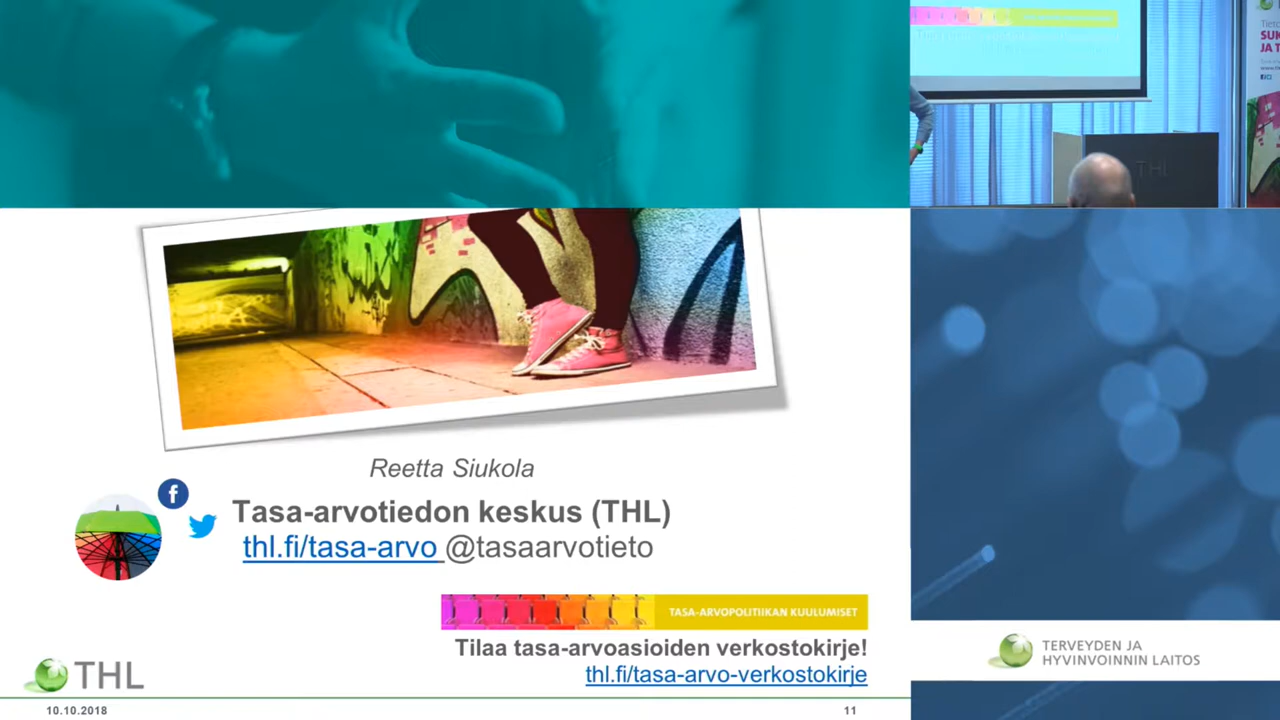 Reetta Siukola
f
Tasa-arvotiedon keskus (THL)
thl.fi/tasa-arvo @tasaarvotieto
TASA-ARVOPOLITIIKAN KUULUMISET
Tilaa tasa-arvoasioiden verkostokirje!
thl.fi/tasa-arvo-verkostokirje
THL
10.10.2018
11
THL
TERVEYDEN JA
HYVINVOINNIN LAITOS